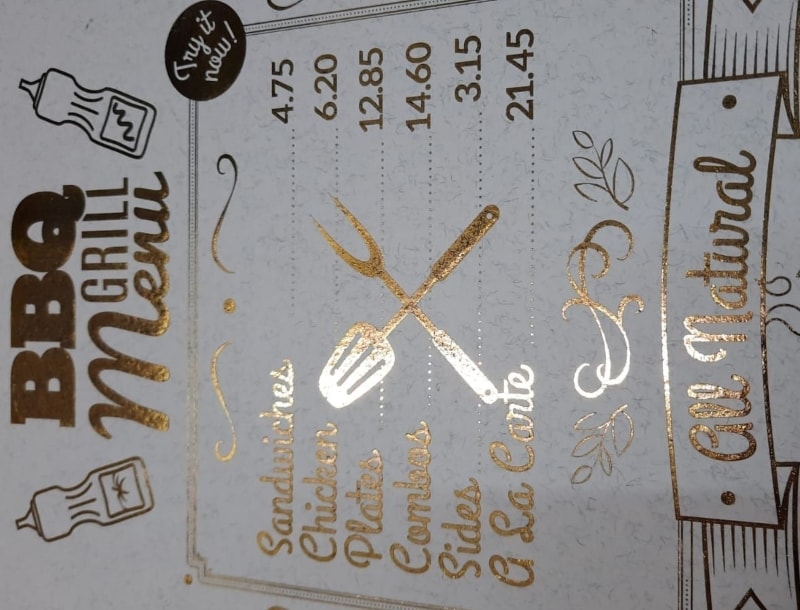 BBQ
GRILL
Menu
Try it
now!
Sandwiches 4.75
Chicken 6.20
Plates 12.85
Combos 14.60
Sides 3.15
A La Carte 21.45
All Natural